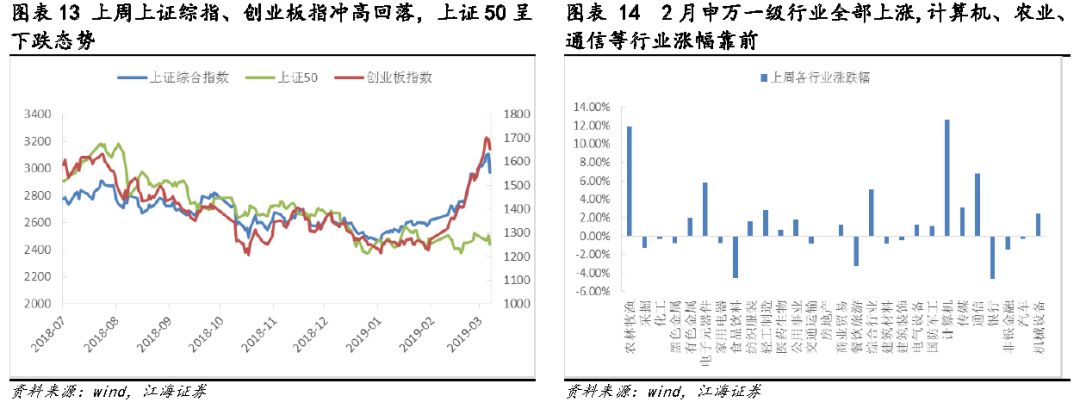 图表 13 上周上证综指、创业板指冲高回落，上证 50 呈
下跌态势
上证综合指数 上证50 创业板指数
3400
3200
3000
2800
2600
2400
2200
2000
1800
1700
1600
1500
1400
1300
1200
1100
1000
2018-07
2018-08
2018-09
2018-10
2018-11
2018-12
2019-01
2019-02
2019-03
资料来源：wind，江海证券
图表 14 2 月申万一级行业全部上涨,计算机、农业、
通信等行业涨幅靠前
上周各行业涨跌幅
14.00%
12.00%
10.00%
8.00%
6.00%
4.00%
2.00%
0.00%
-2.00%
-4.00%
-6.00%
农林牧渔
采掘
化工
黑色金属
有色金属
电子元器件
家用电器
食品饮料
纺织服装
轻工制造
医药生物
公用事业
交通运输
房地产
商业贸易
餐饮旅游
综合行业
建筑材料
建筑装饰
电气设备
国防军工
计算机
传媒
通信
银行
非银金融
汽车
机械设备
资料来源：wind，江海证券